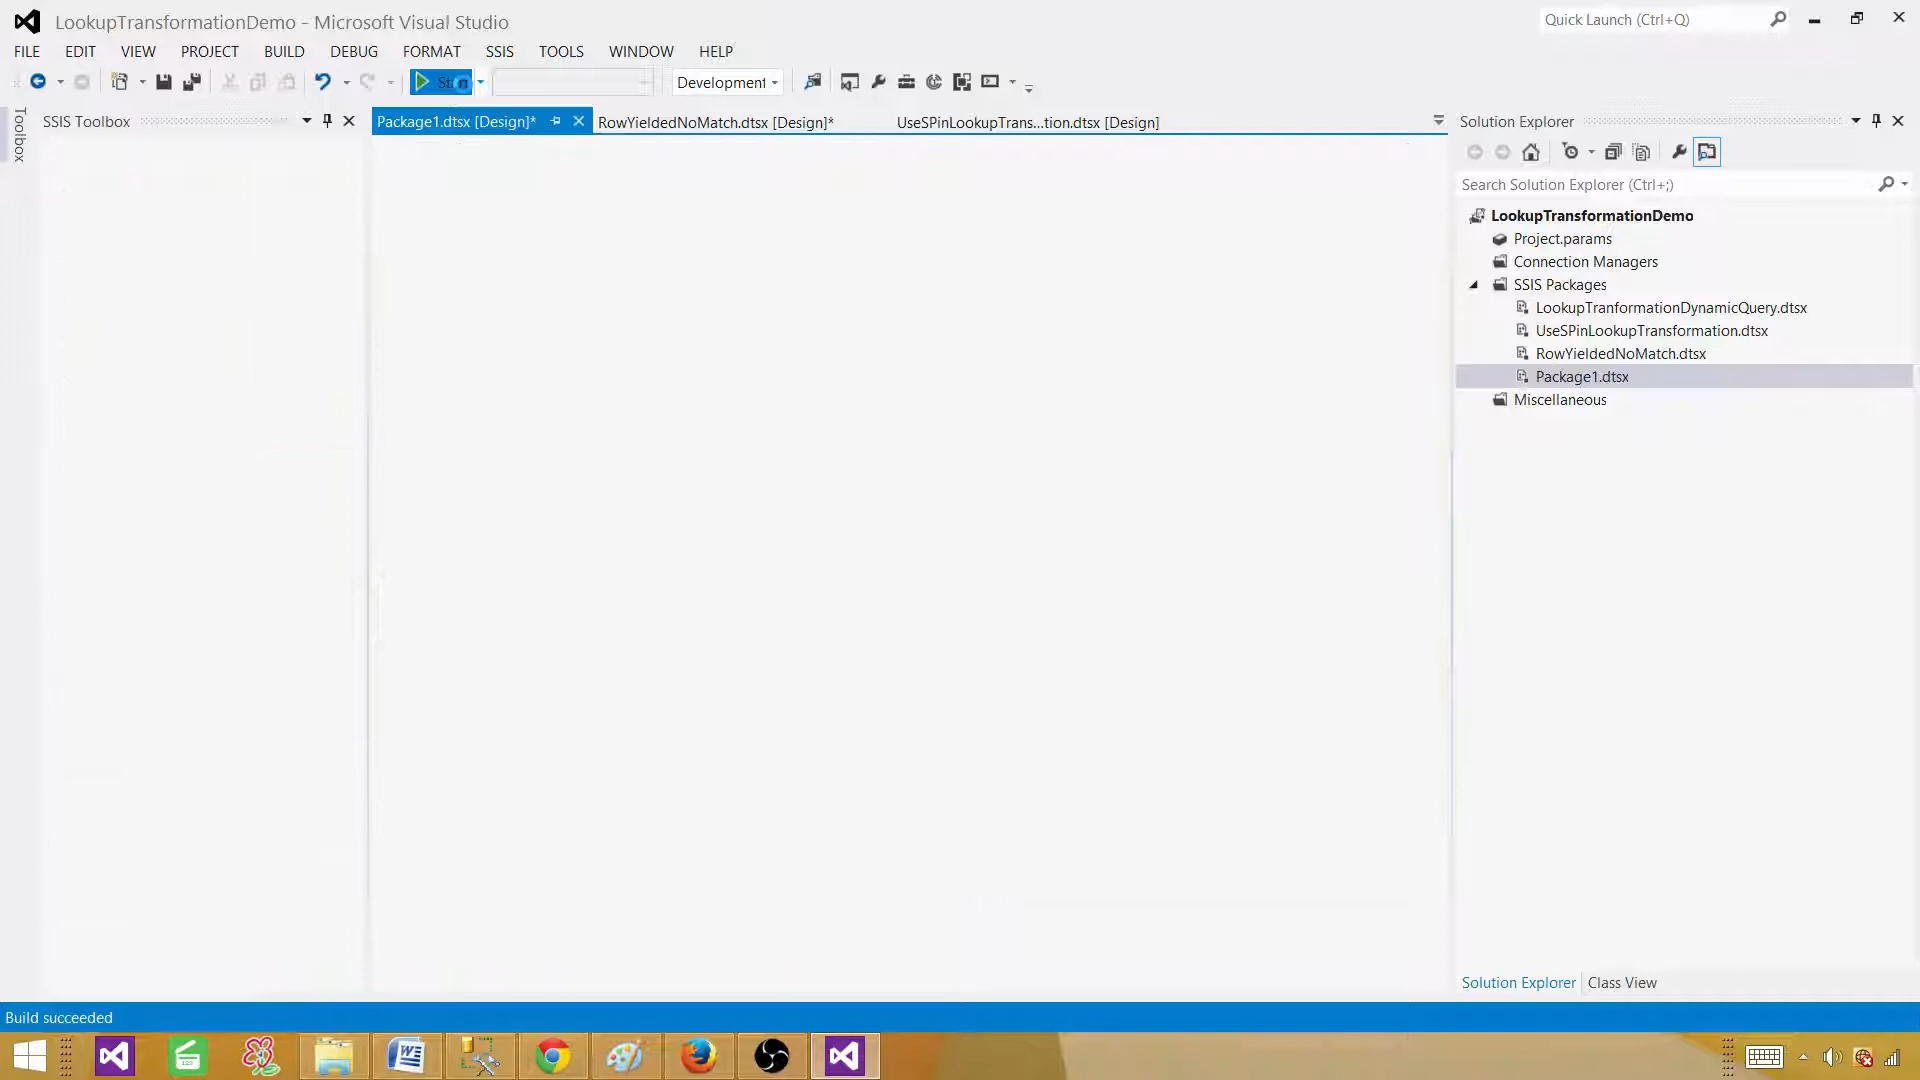 LookupTransformationDemo - Microsoft Visual Studio
Quick Launch (Ctrl+Q)
FILE EDIT VIEW PROJECT BUILD DEBUG FORMAT SSIS TOOLS WINDOW HELP
Development
Toolbox
SSIS Toolbox
Package1.dtsx [Design]* RowYieldedNoMatch.dtsx [Design]* UseSPinLookupTrans...tion.dtsx [Design]
Solution Explorer
Search Solution Explorer (Ctrl+;)
LookupTransformationDemo
Project.params
Connection Managers
SSIS Packages
LookupTranformationDynamicQuery.dtsx
UseSPinLookupTransformation.dtsx
RowYieldedNoMatch.dtsx
Package1.dtsx
Miscellaneous
Solution Explorer Class View
Build succeeded